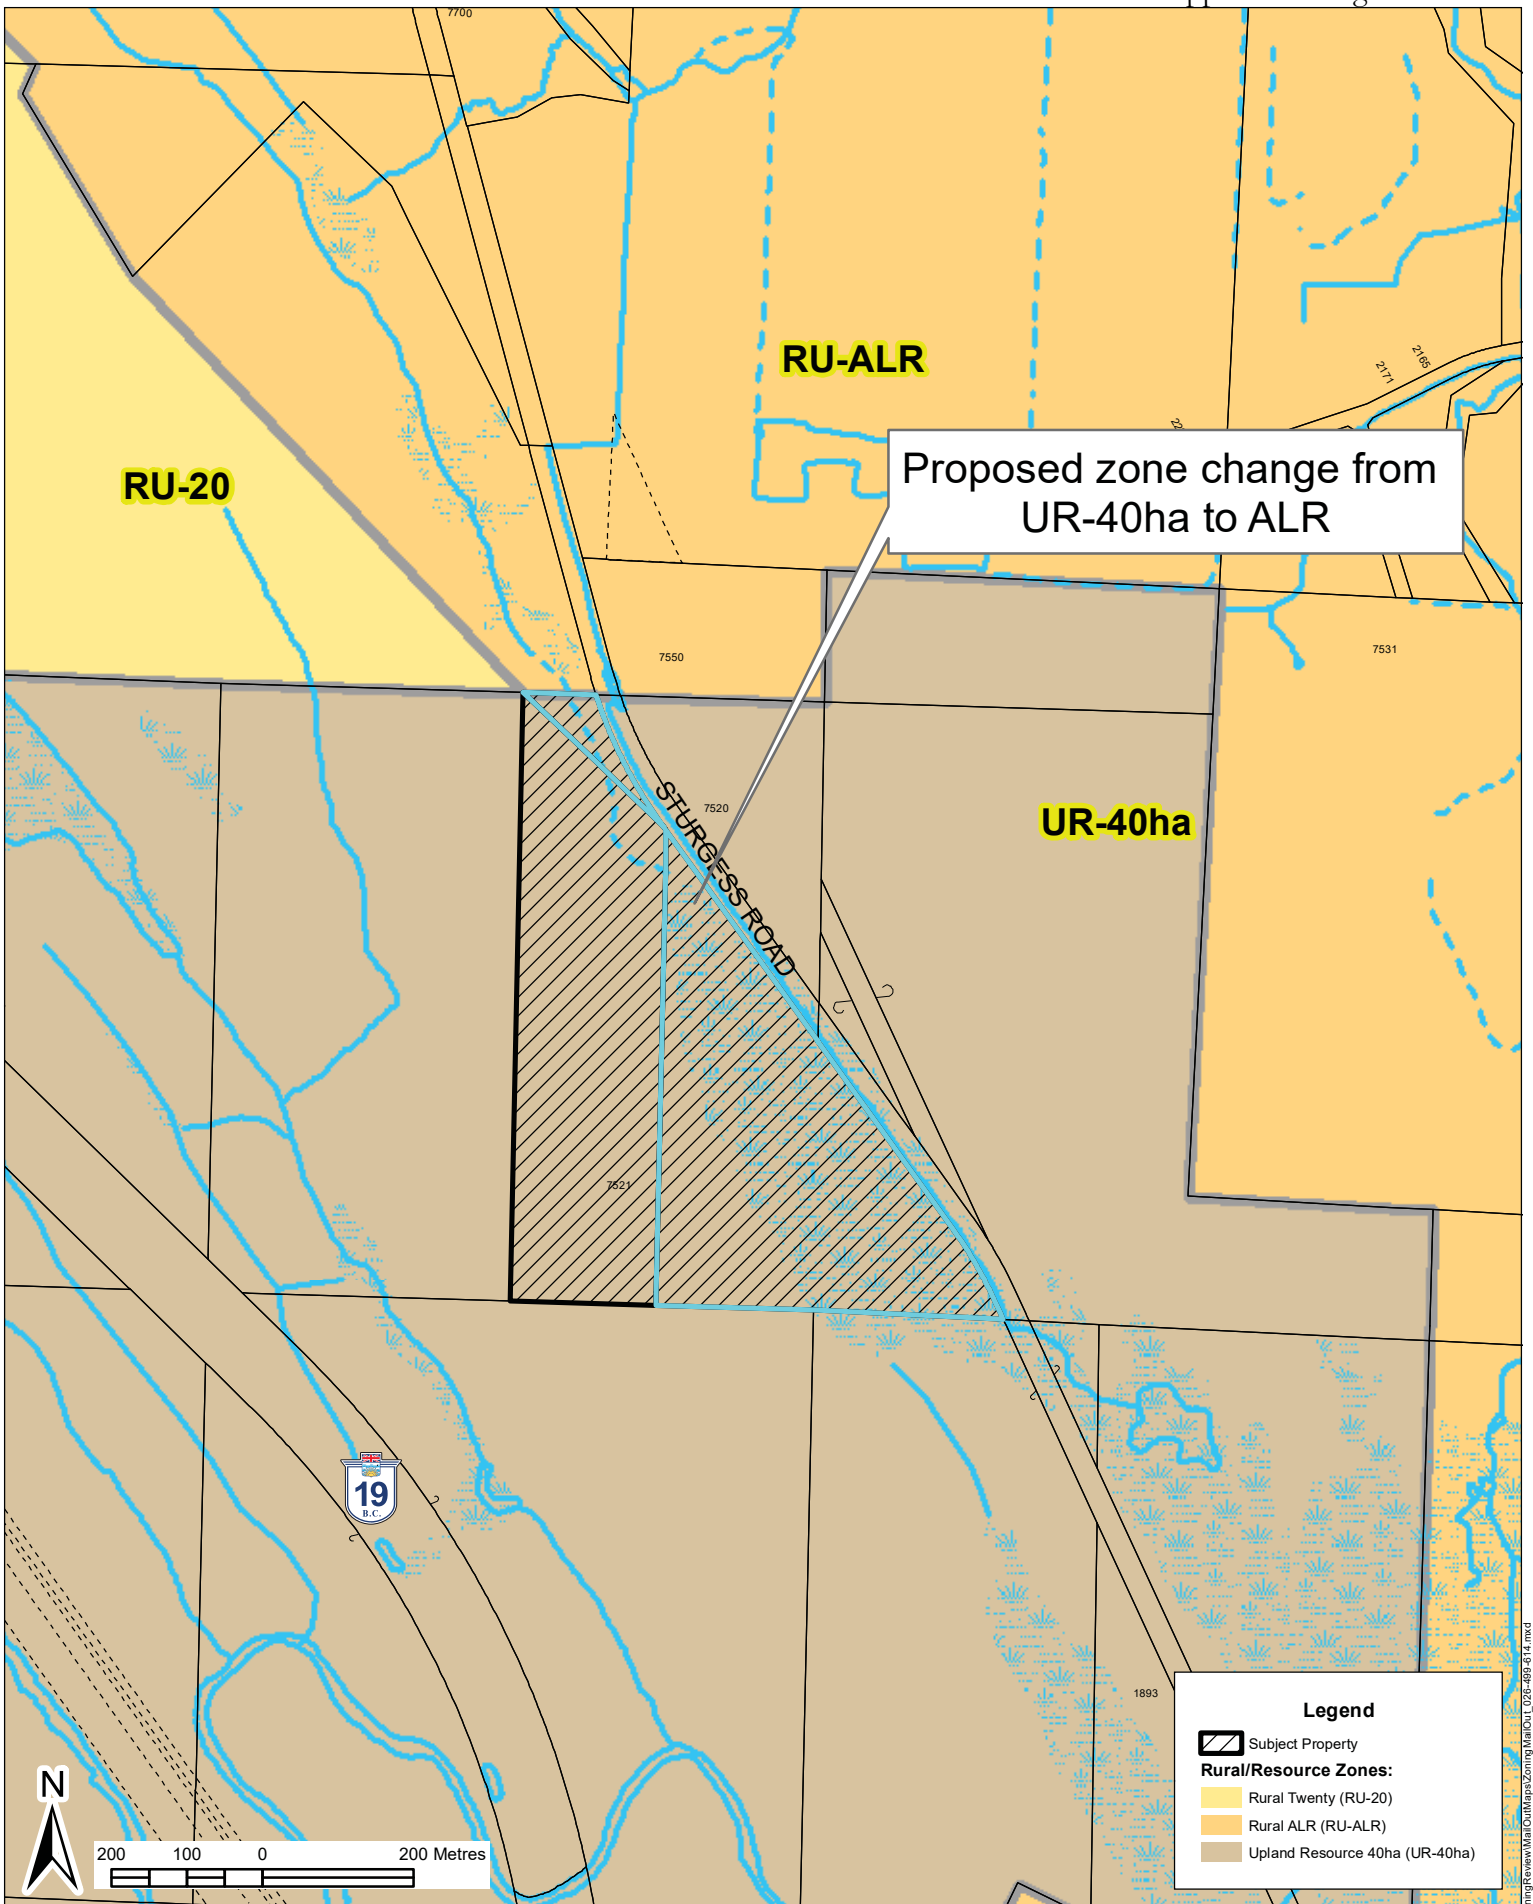 7700
RU-ALR
2165
2171
RU-20
Proposed zone change from
UR-40ha to ALR
7550
7531
7520
STURGESS ROAD
UR-40ha
7521
19
B.C.
1893
Legend
Subject Property
Rural/Resource Zones:
Rural Twenty (RU-20)
Rural ALR (RU-ALR)
Upland Resource 40ha (UR-40ha)
N
200 100 0 200 Metres